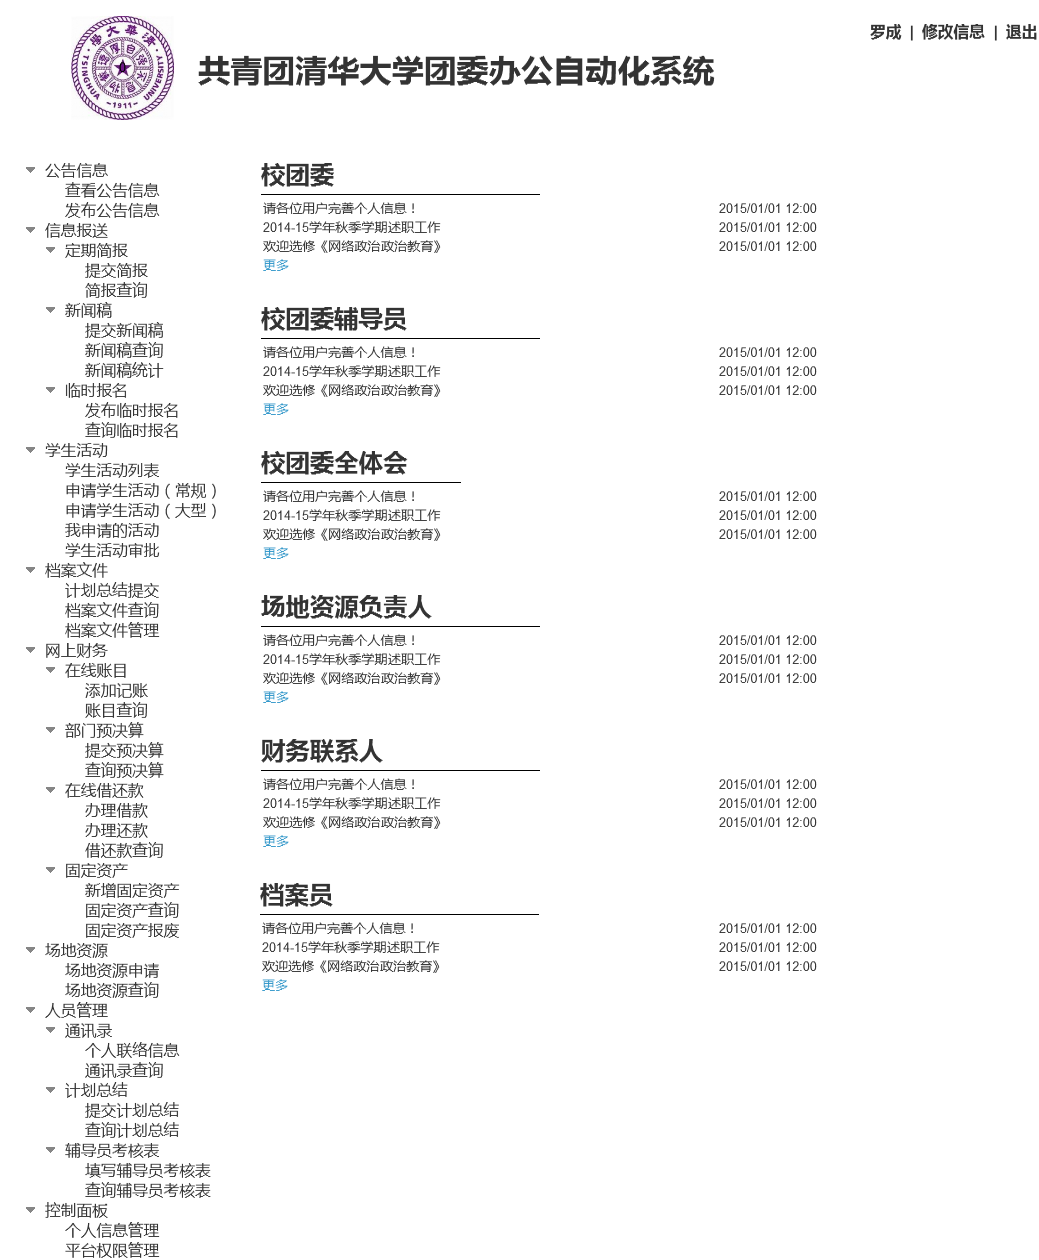 罗成 | 修改信息 | 退出
清华大学
TSINGHUA UNIVERSITY
-1911-
共青团清华大学团委办公自动化系统
公告信息
查看公告信息
发布公告信息
信息报送
定期简报
提交简报
简报查询
新闻稿
提交新闻稿
新闻稿查询
新闻稿统计
临时报名
发布临时报名
查询临时报名
学生活动
学生活动列表
申请学生活动（常规）
申请学生活动（大型）
我申请的活动
学生活动审批
档案文件
计划总结提交
档案文件查询
档案文件管理
网上财务
在线账目
添加记账
账目查询
部门预决算
提交预决算
查询预决算
在线借还款
办理借款
办理还款
借还款查询
固定资产
新增固定资产
固定资产查询
固定资产报废
场地资源
场地资源申请
场地资源查询
人员管理
通讯录
个人联络信息
通讯录查询
计划总结
提交计划总结
查询计划总结
辅导员考核表
填写辅导员考核表
查询辅导员考核表
控制面板
个人信息管理
平台权限管理
校团委
请各位用户完善个人信息！ 2015/01/01 12:00
2014-15学年秋季学期述职工作 2015/01/01 12:00
欢迎选修《网络政治政治教育》 2015/01/01 12:00
更多
校团委辅导员
请各位用户完善个人信息！ 2015/01/01 12:00
2014-15学年秋季学期述职工作 2015/01/01 12:00
欢迎选修《网络政治政治教育》 2015/01/01 12:00
更多
校团委全体会
请各位用户完善个人信息！ 2015/01/01 12:00
2014-15学年秋季学期述职工作 2015/01/01 12:00
欢迎选修《网络政治政治教育》 2015/01/01 12:00
更多
场地资源负责人
请各位用户完善个人信息！ 2015/01/01 12:00
2014-15学年秋季学期述职工作 2015/01/01 12:00
欢迎选修《网络政治政治教育》 2015/01/01 12:00
更多
财务联系人
请各位用户完善个人信息！ 2015/01/01 12:00
2014-15学年秋季学期述职工作 2015/01/01 12:00
欢迎选修《网络政治政治教育》 2015/01/01 12:00
更多
档案员
请各位用户完善个人信息！ 2015/01/01 12:00
2014-15学年秋季学期述职工作 2015/01/01 12:00
欢迎选修《网络政治政治教育》 2015/01/01 12:00
更多